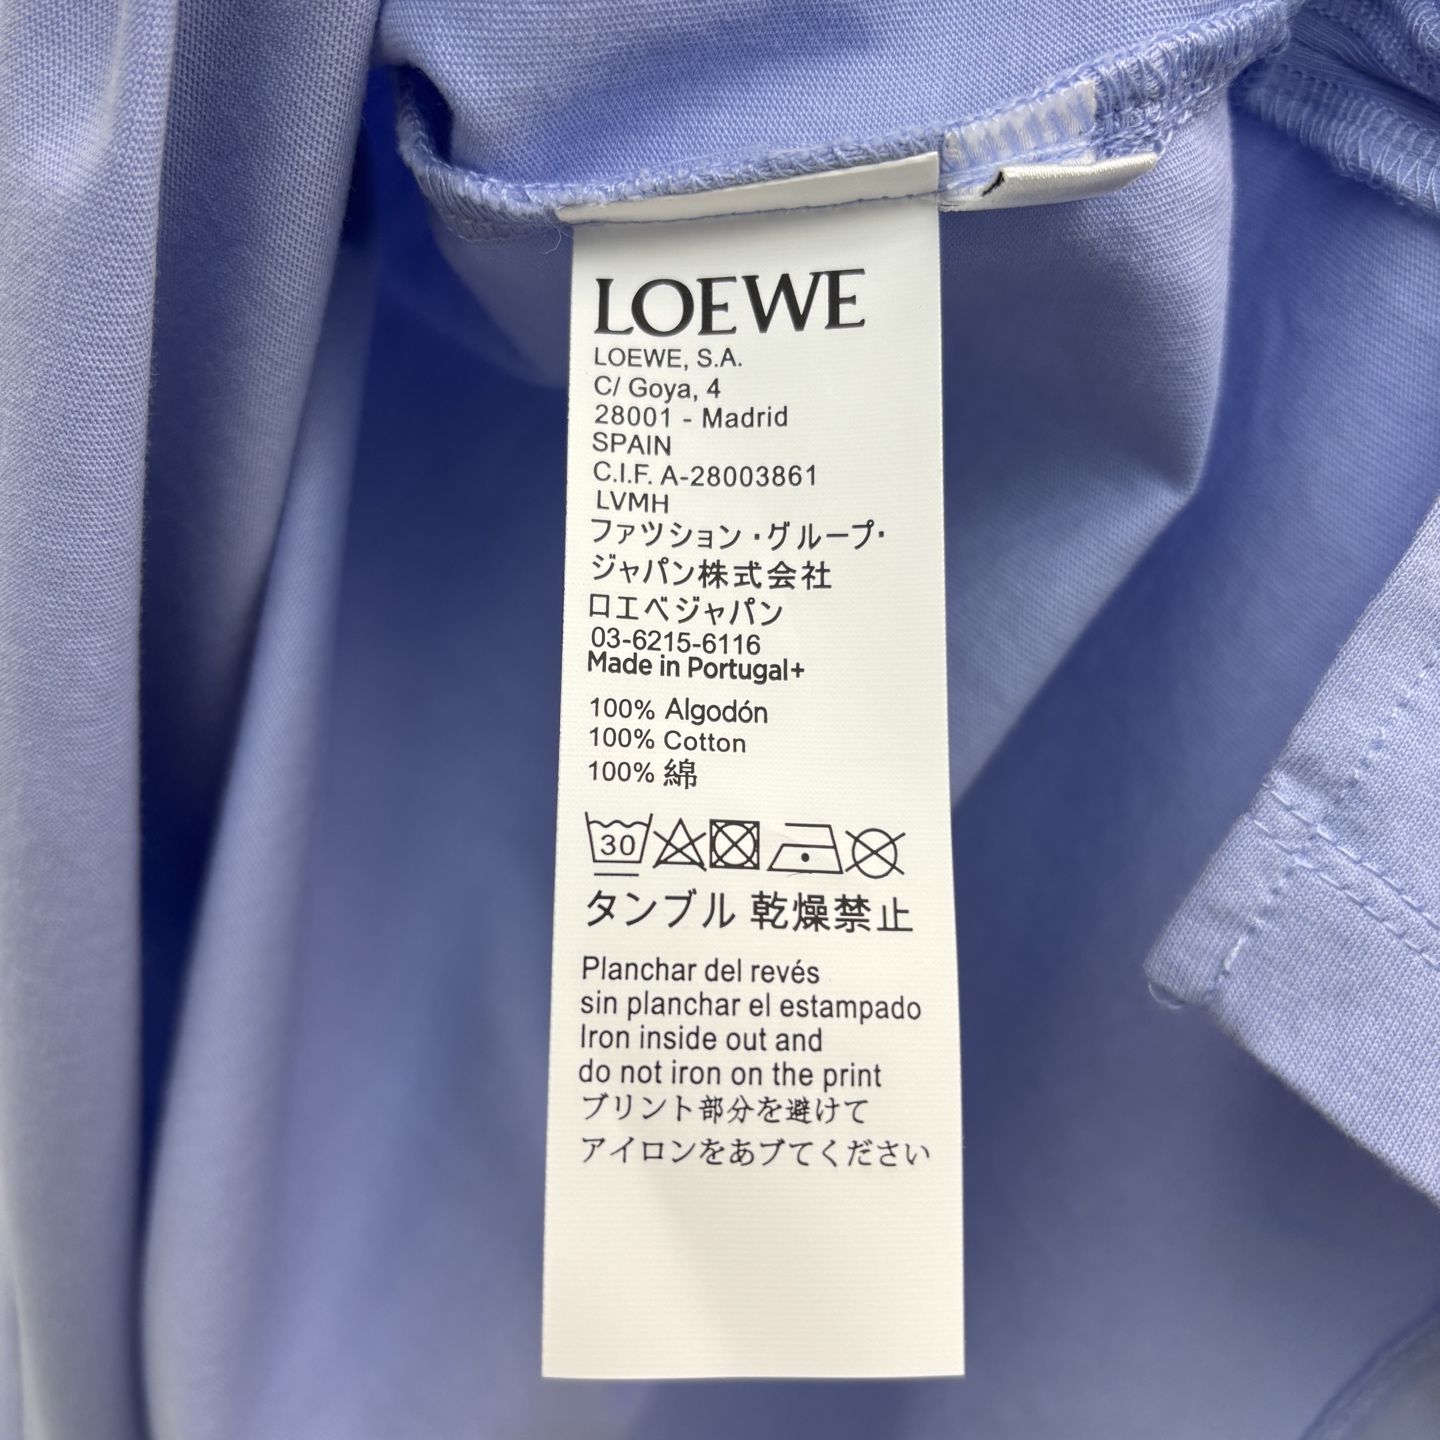 LOEWE
LOEWE, S.A.
C/ Goya, 4
28001 - Madrid
SPAIN
C.I.F. A-28003861
LVMH
ファツション・グループ・
ジャパン株式会社
ロエベジャパン
03-6215-6116
Made in Portugal+
100% Algodón
100% Cotton
100% 綿
30
タンブル 乾燥禁止
Planchar del revés
sin planchar el estampado
Iron inside out and
do not iron on the print
プリント部分を避けて
アイロンをあブてください